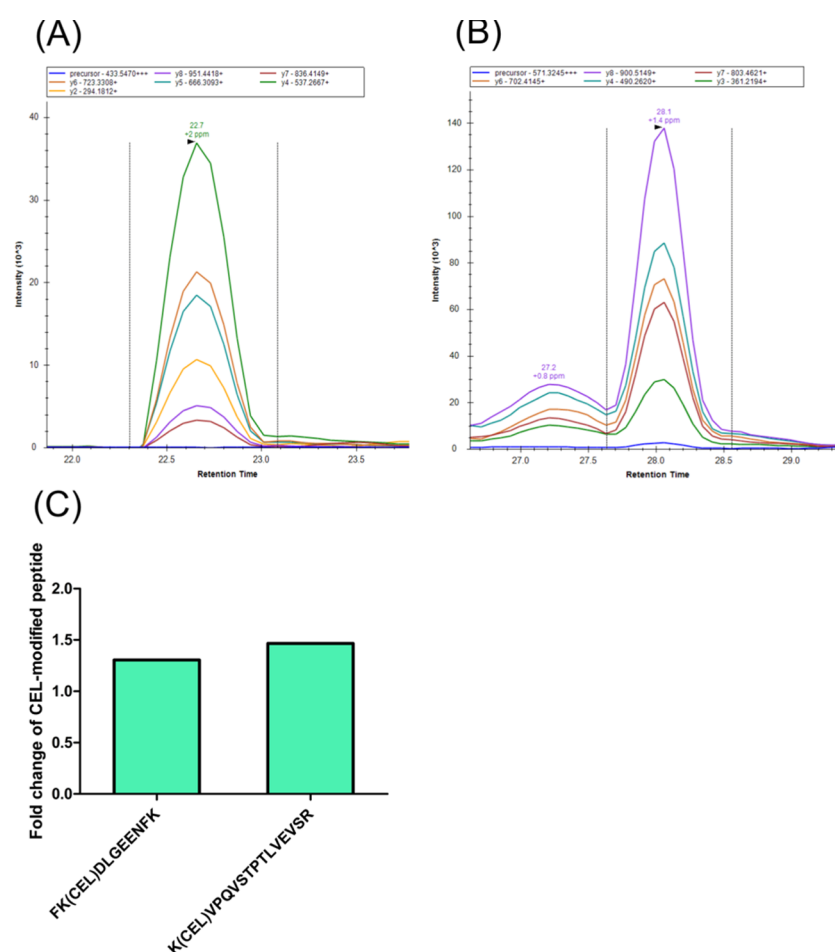 (A)
precursor - 433.5470+++ y8 - 951.4418+ y7 - 836.4149+
y6 - 723.3308+ y5 - 666.3093+ y4 - 537.2667+
y2 - 294.1812+
40
30
20
10
0
Intensity (10^3)
22.7
+2 ppm
22.0 22.5 23.0 23.5
Retention Time
(B)
precursor - 571.3245+++ y8 - 900.5149+ y7 - 803.4621+
y6 - 702.4145+ y4 - 490.2620+ y3 - 361.2194+
140
120
100
80
60
40
20
0
Intensity (10^3)
28.1
+1.4 ppm
27.2
+0.8 ppm
27.0 27.5 28.0 28.5 29.0
Retention Time
(C)
Fold change of CEL-modified peptide
2.0
1.5
1.0
0.5
0.0
FK(CEL)DLGEENFK
K(CEL)VPQVSTPTLVEVSR